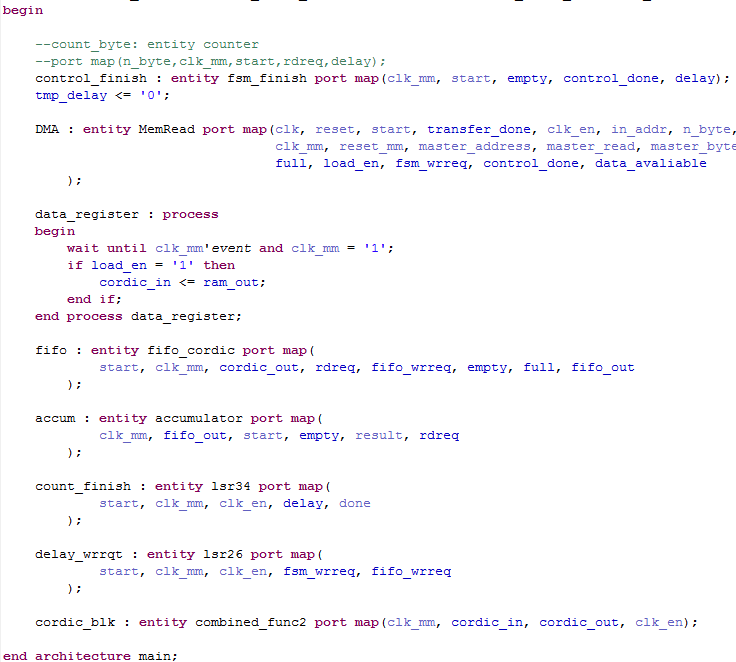 begin
--count_byte: entity counter
--port map(n_byte,clk_mm,start,rdreq,delay);
control_finish : entity fsm_finish port map(clk_mm, start, empty, control_done, delay);
tmp_delay <= '0';
DMA : entity MemRead port map(clk, reset, start, transfer_done, clk_en, in_addr, n_byte,
clk_mm, reset_mm, master_address, master_read, master_byte
full, load_en, fsm_wrreq, control_done, data_avaliable
);
data_register : process
begin
wait until clk_mm'event and clk_mm = '1';
if load_en = '1' then
cordic_in <= ram_out;
end if;
end process data_register;
fifo : entity fifo_cordic port map(
start, clk_mm, cordic_out, rdreq, fifo_wrreq, empty, full, fifo_out
);
accum : entity accumulator port map(
clk_mm, fifo_out, start, empty, result, rdreq
);
count_finish : entity lsr34 port map(
start, clk_mm, clk_en, delay, done
);
delay_wrrqt : entity lsr26 port map(
start, clk_mm, clk_en, fsm_wrreq, fifo_wrreq
);
cordic_blk : entity combined_func2 port map(clk_mm, cordic_in, cordic_out, clk_en);
end architecture main;